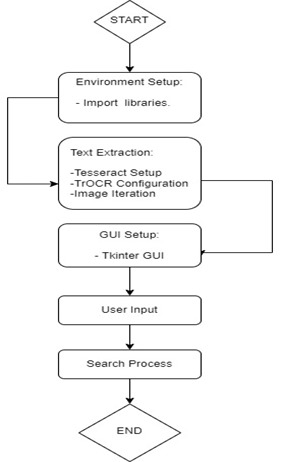 START
Environment Setup:
- Import libraries.
Text Extraction:
-Tesseract Setup
-TrOCR Configuration
-Image Iteration
GUI Setup:
- Tkinter GUI
User Input
Search Process
END